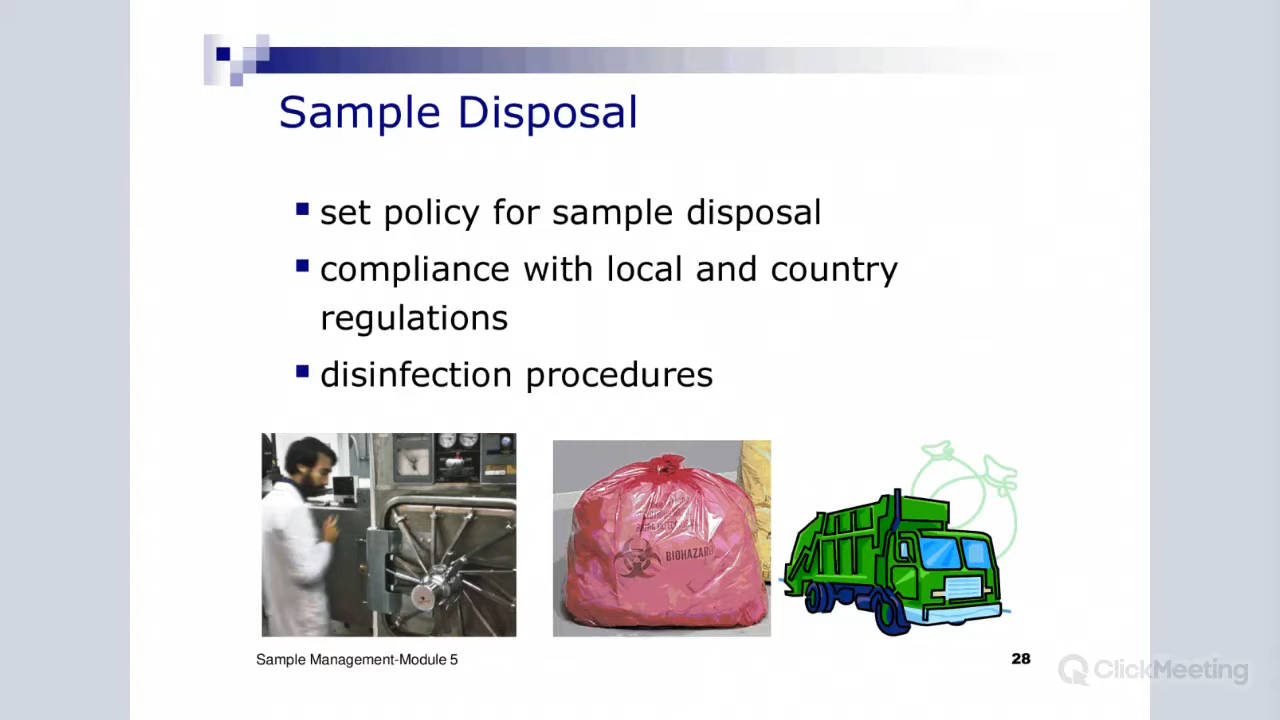 Sample Disposal
set policy for sample disposal
compliance with local and country
regulations
disinfection procedures
BIOHAZARD
Sample Management-Module 5
28
ClickMeeting